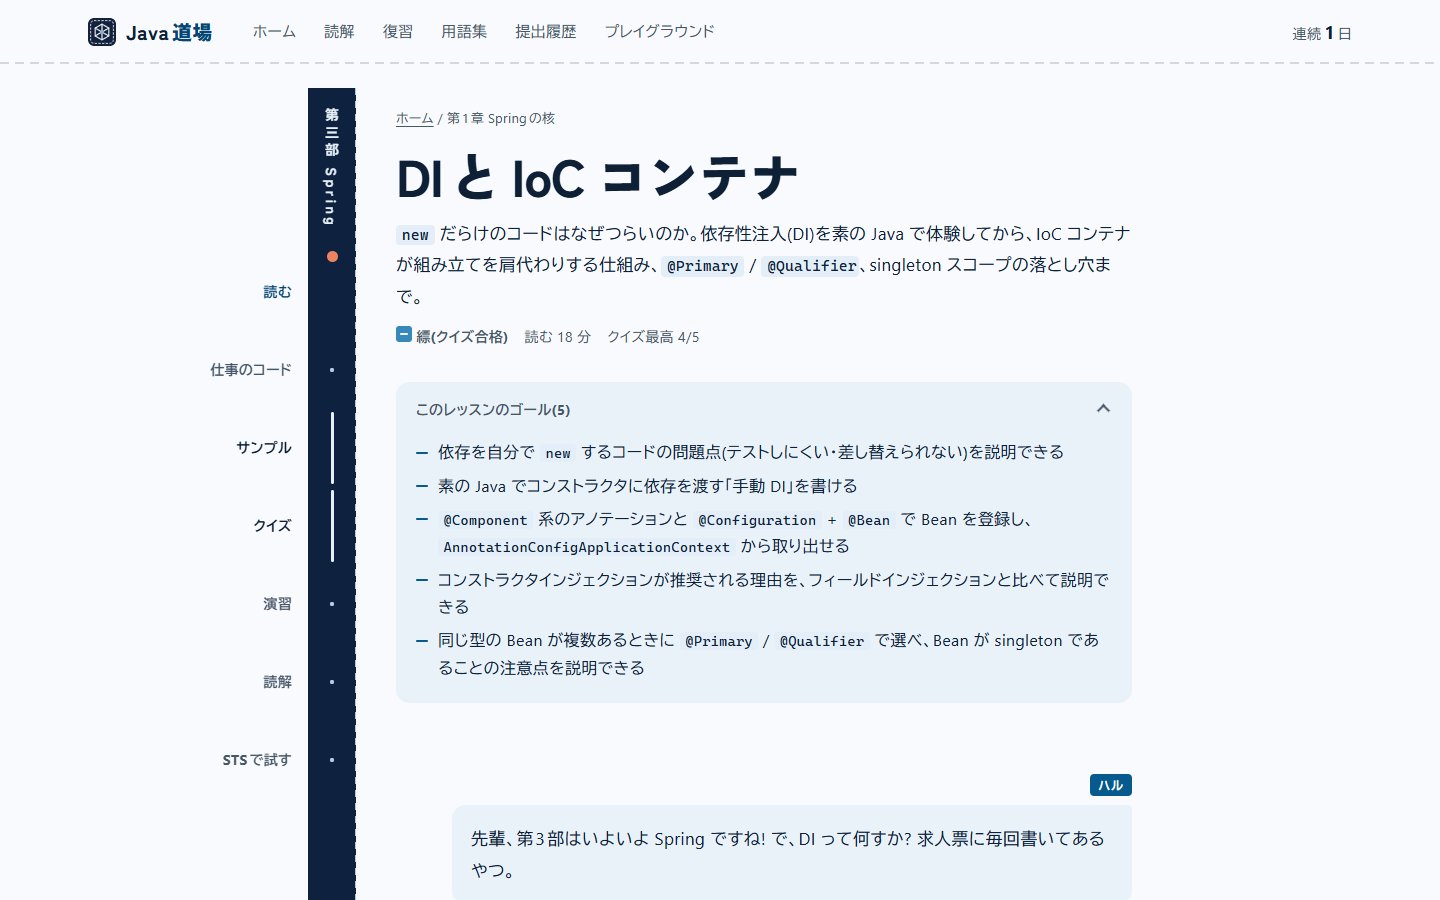 Java道場
ホーム 読解 復習 用語集 提出履歴 プレイグラウンド
連続 1 日
第三部 Spring
読む
仕事のコード
サンプル
クイズ
演習
読解
STSで試す
ホーム / 第1章 Springの核
DI と IoC コンテナ
new だらけのコードはなぜつらいのか。依存性注入(DI)を素の Java で体験してから、IoC コンテナ
が組み立てを肩代わりする仕組み、@Primary / @Qualifier、singleton スコープの落とし穴ま
で。
縹(クイズ合格) 読む 18 分 クイズ最高 4/5
このレッスンのゴール(5)
依存を自分で new するコードの問題点(テストしにくい・差し替えられない)を説明できる
素の Java でコンストラクタに依存を渡す「手動 DI」を書ける
@Component 系のアノテーションと @Configuration + @Bean で Bean を登録し、
AnnotationConfigApplicationContext から取り出せる
コンストラクタインジェクションが推奨される理由を、フィールドインジェクションと比べて説明で
きる
同じ型の Bean が複数あるときに @Primary / @Qualifier で選べ、Bean が singleton であ
ることの注意点を説明できる
ハル
先輩、第3部はいよいよ Spring ですね! で、DI って何すか? 求人票に毎回書いてある
やつ。